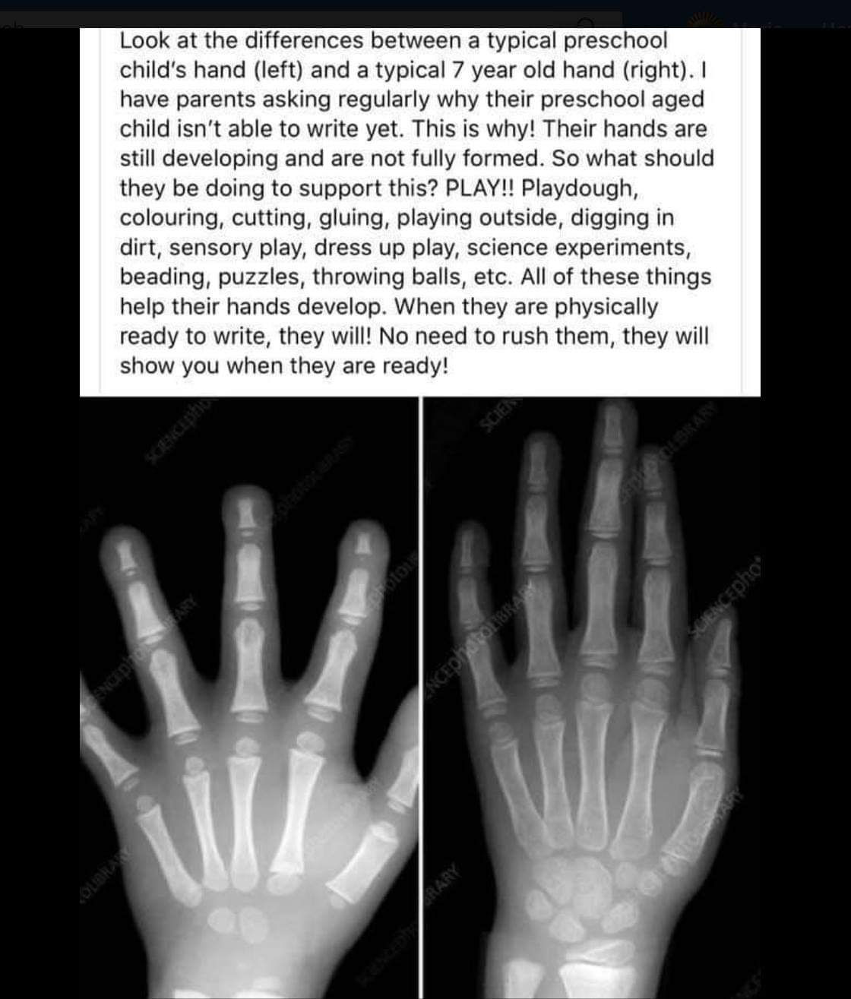 Look at the differences between a typical preschool
child's hand (left) and a typical 7 year old hand (right). I
have parents asking regularly why their preschool aged
child isn't able to write yet. This is why! Their hands are
still developing and are not fully formed. So what should
they be doing to support this? PLAY!! Playdough,
colouring, cutting, gluing, playing outside, digging in
dirt, sensory play, dress up play, science experiments,
beading, puzzles, throwing balls, etc. All of these things
help their hands develop. When they are physically
ready to write, they will! No need to rush them, they will
show you when they are ready!